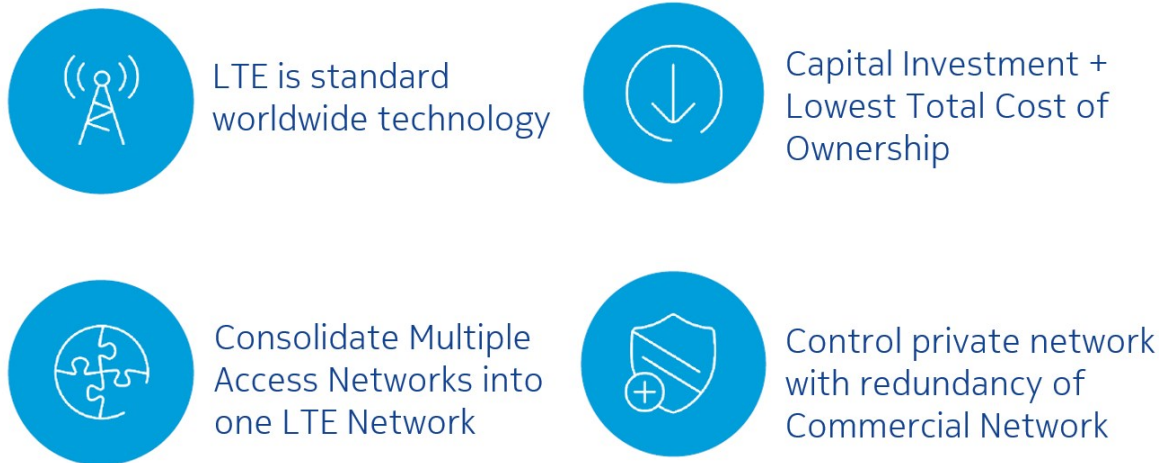 LTE is standard
worldwide technology
Capital Investment +
Lowest Total Cost of
Ownership
Consolidate Multiple
Access Networks into
one LTE Network
Control private network
with redundancy of
Commercial Network